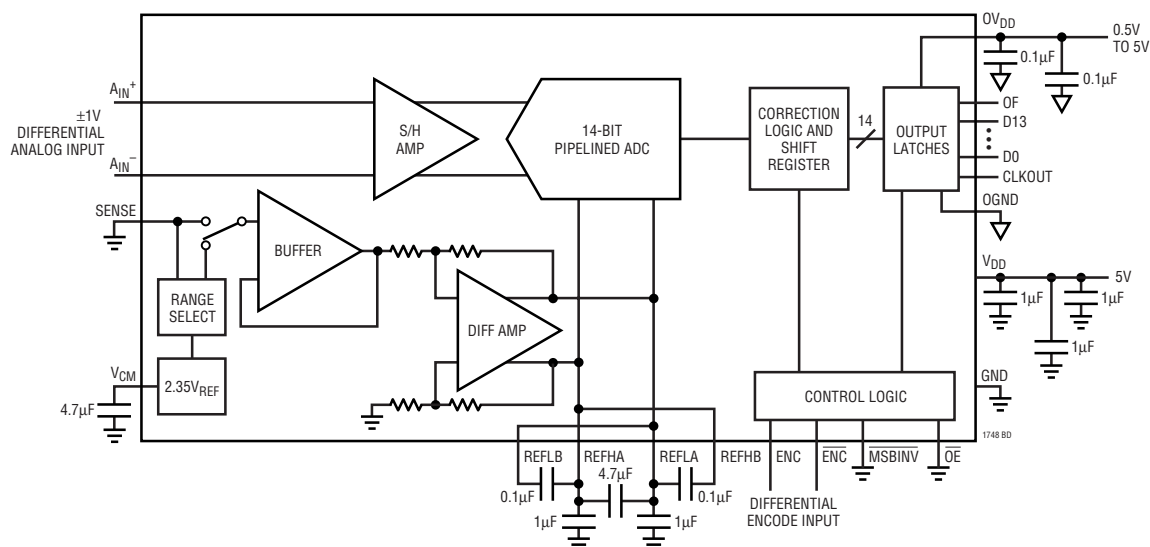 OVDD
0.5V
TO 5V
0.1µF
0.1µF
AIN+
±1V
DIFFERENTIAL
ANALOG INPUT
AIN–
S/H
AMP
14-BIT
PIPELINED ADC
CORRECTION
LOGIC AND
SHIFT
REGISTER
14
OUTPUT
LATCHES
OF
D13
D0
CLKOUT
OGND
SENSE
BUFFER
RANGE
SELECT
DIFF AMP
VDD
5V
1µF
1µF
1µF
VCM
2.35VREF
4.7µF
GND
CONTROL LOGIC
1748 BD
REFLB
REFHA
REFLA
REFHB
ENC
E̅N̅C̅
M̅S̅B̅I̅N̅V̅
O̅E̅
4.7µF
0.1µF
0.1µF
1µF
1µF
DIFFERENTIAL
ENCODE INPUT